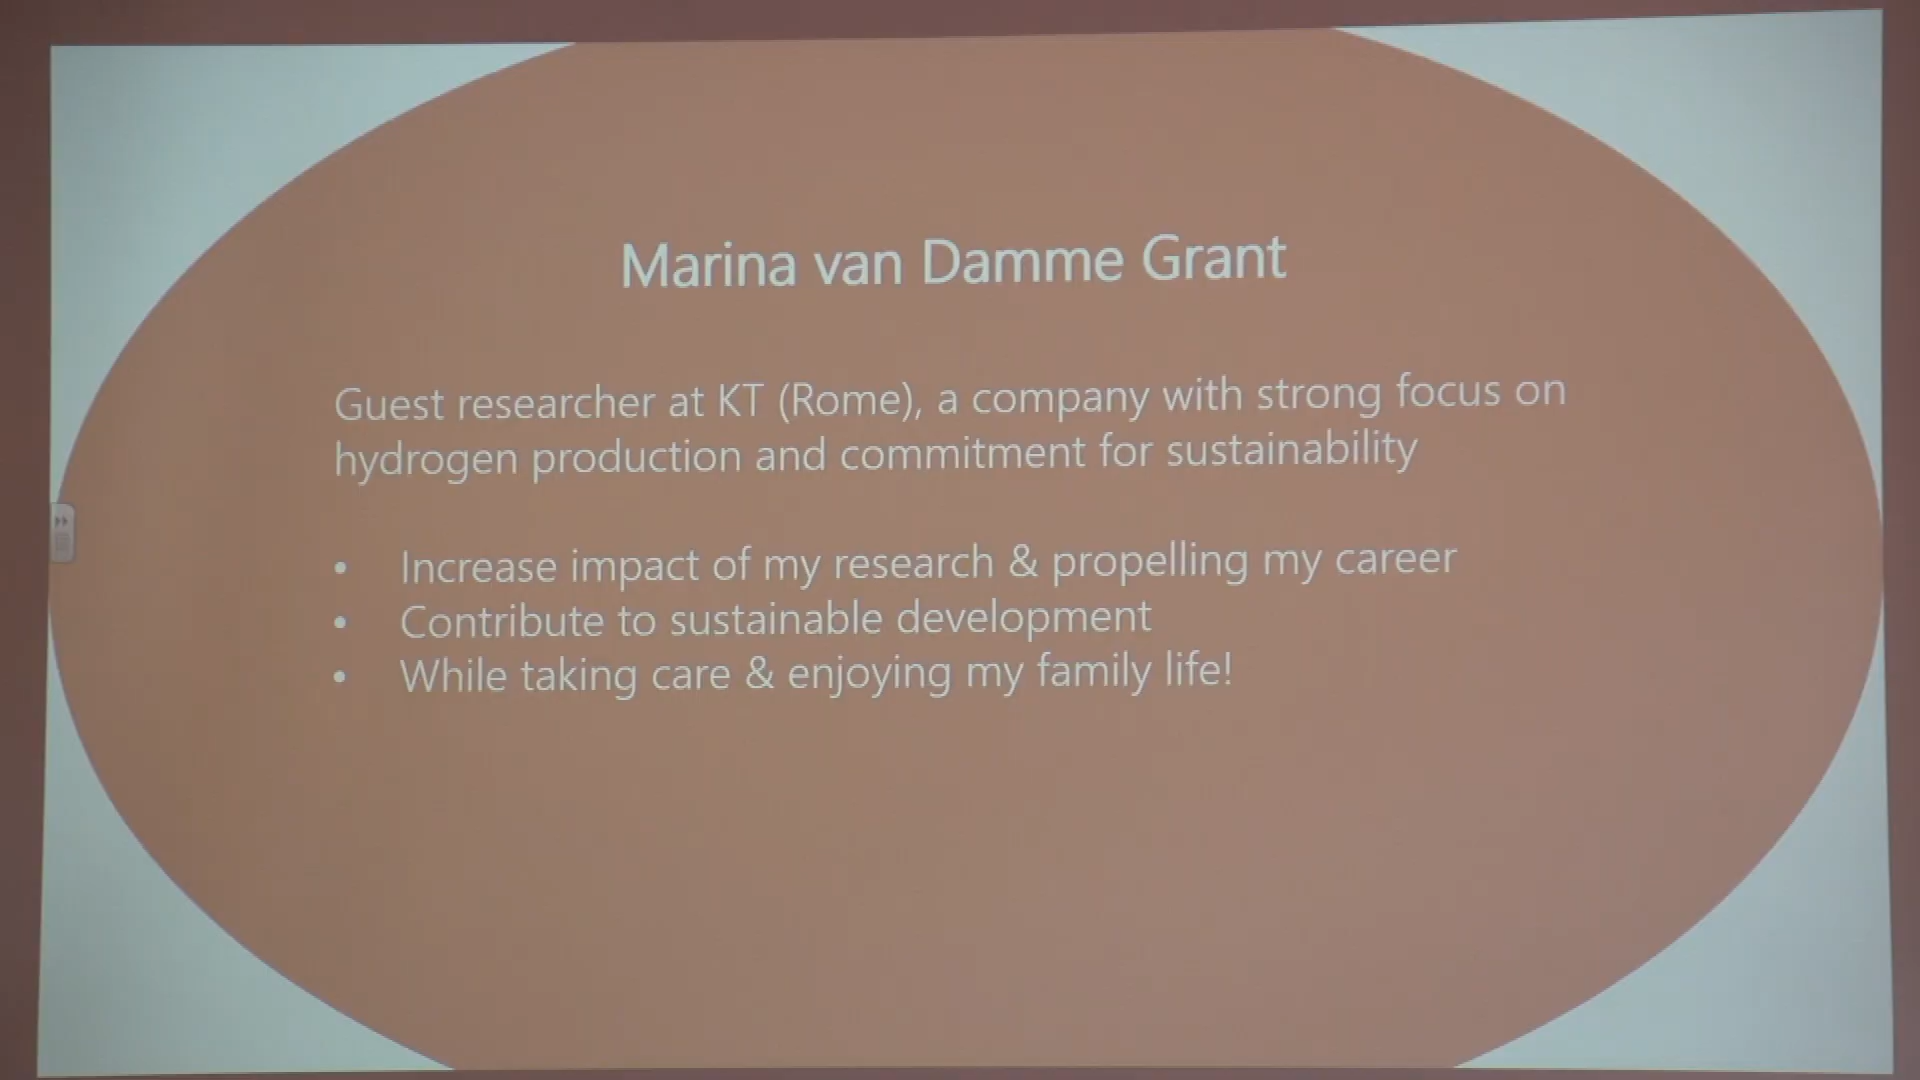 Marina van Damme Grant
Guest researcher at KT (Rome), a company with strong focus on
hydrogen production and commitment for sustainability
• Increase impact of my research & propelling my career
• Contribute to sustainable development
• While taking care & enjoying my family life!